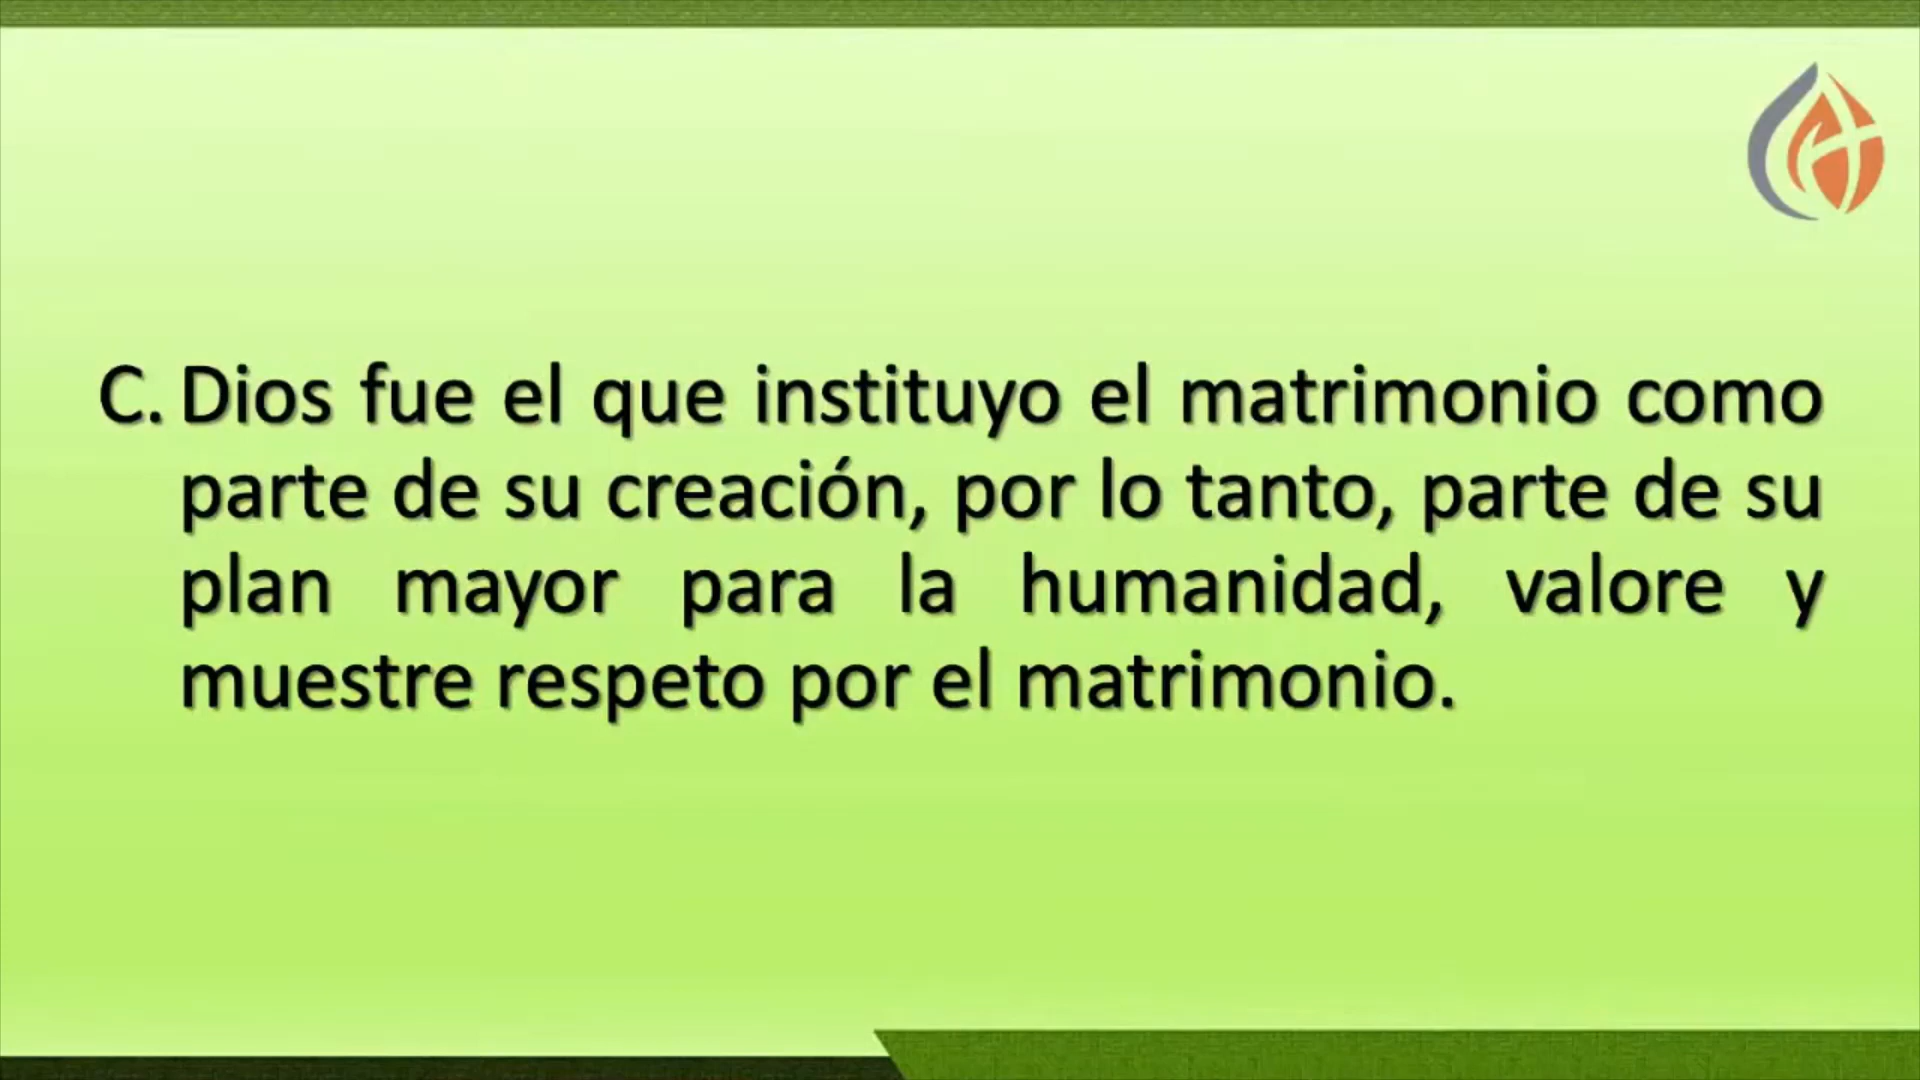 C. Dios fue el que instituyo el matrimonio como
parte de su creación, por lo tanto, parte de su
plan mayor para la humanidad, valore y
muestre respeto por el matrimonio.